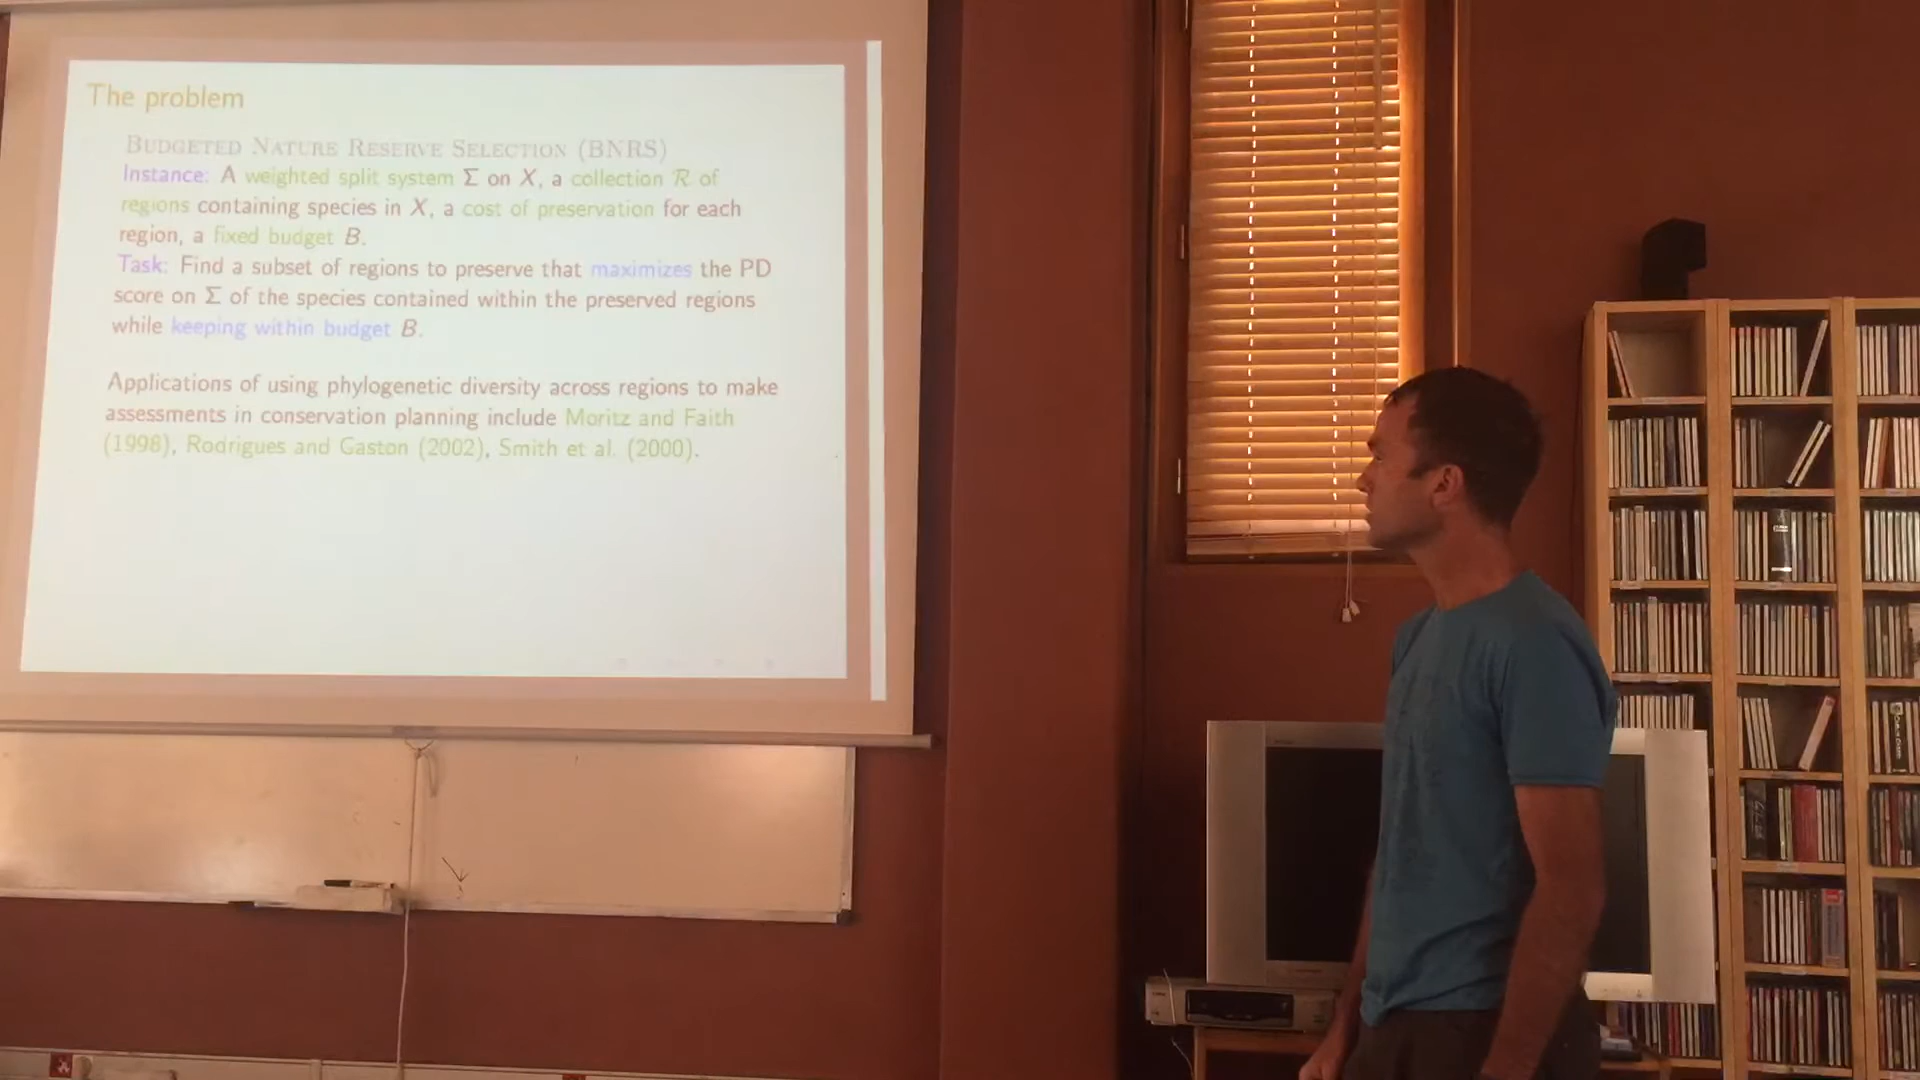 The problem
BUDGETED NATURE RESERVE SELECTION (BNRS)
Instance: A weighted split system Σ on X, a collection R of
regions containing species in X, a cost of preservation for each
region, a fixed budget B.
Task: Find a subset of regions to preserve that maximizes the PD
score on Σ of the species contained within the preserved regions
while keeping within budget B.
Applications of using phylogenetic diversity across regions to make
assessments in conservation planning include Moritz and Faith
(1998), Rodrigues and Gaston (2002), Smith et al. (2000).